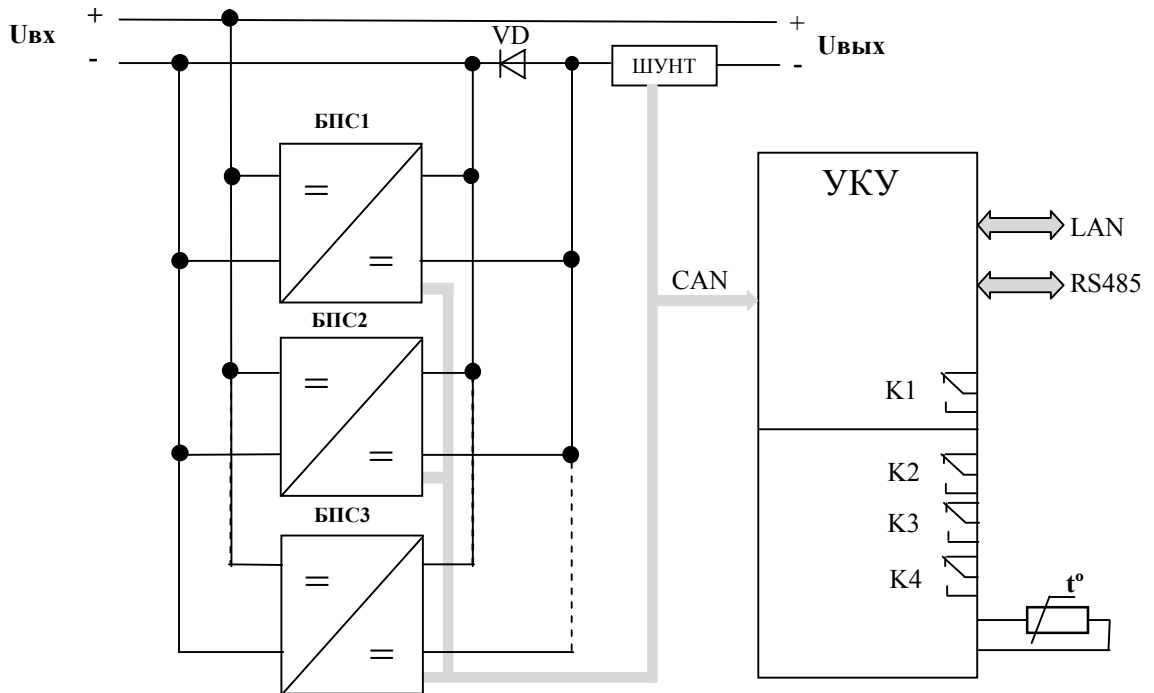 +
+
Uвх
VD
Uвых
-
ШУНТ
-
БПС1
=
=
УКУ
LAN
CAN
RS485
БПС2
=
=
K1
K2
БПС3
K3
=
=
K4
tº